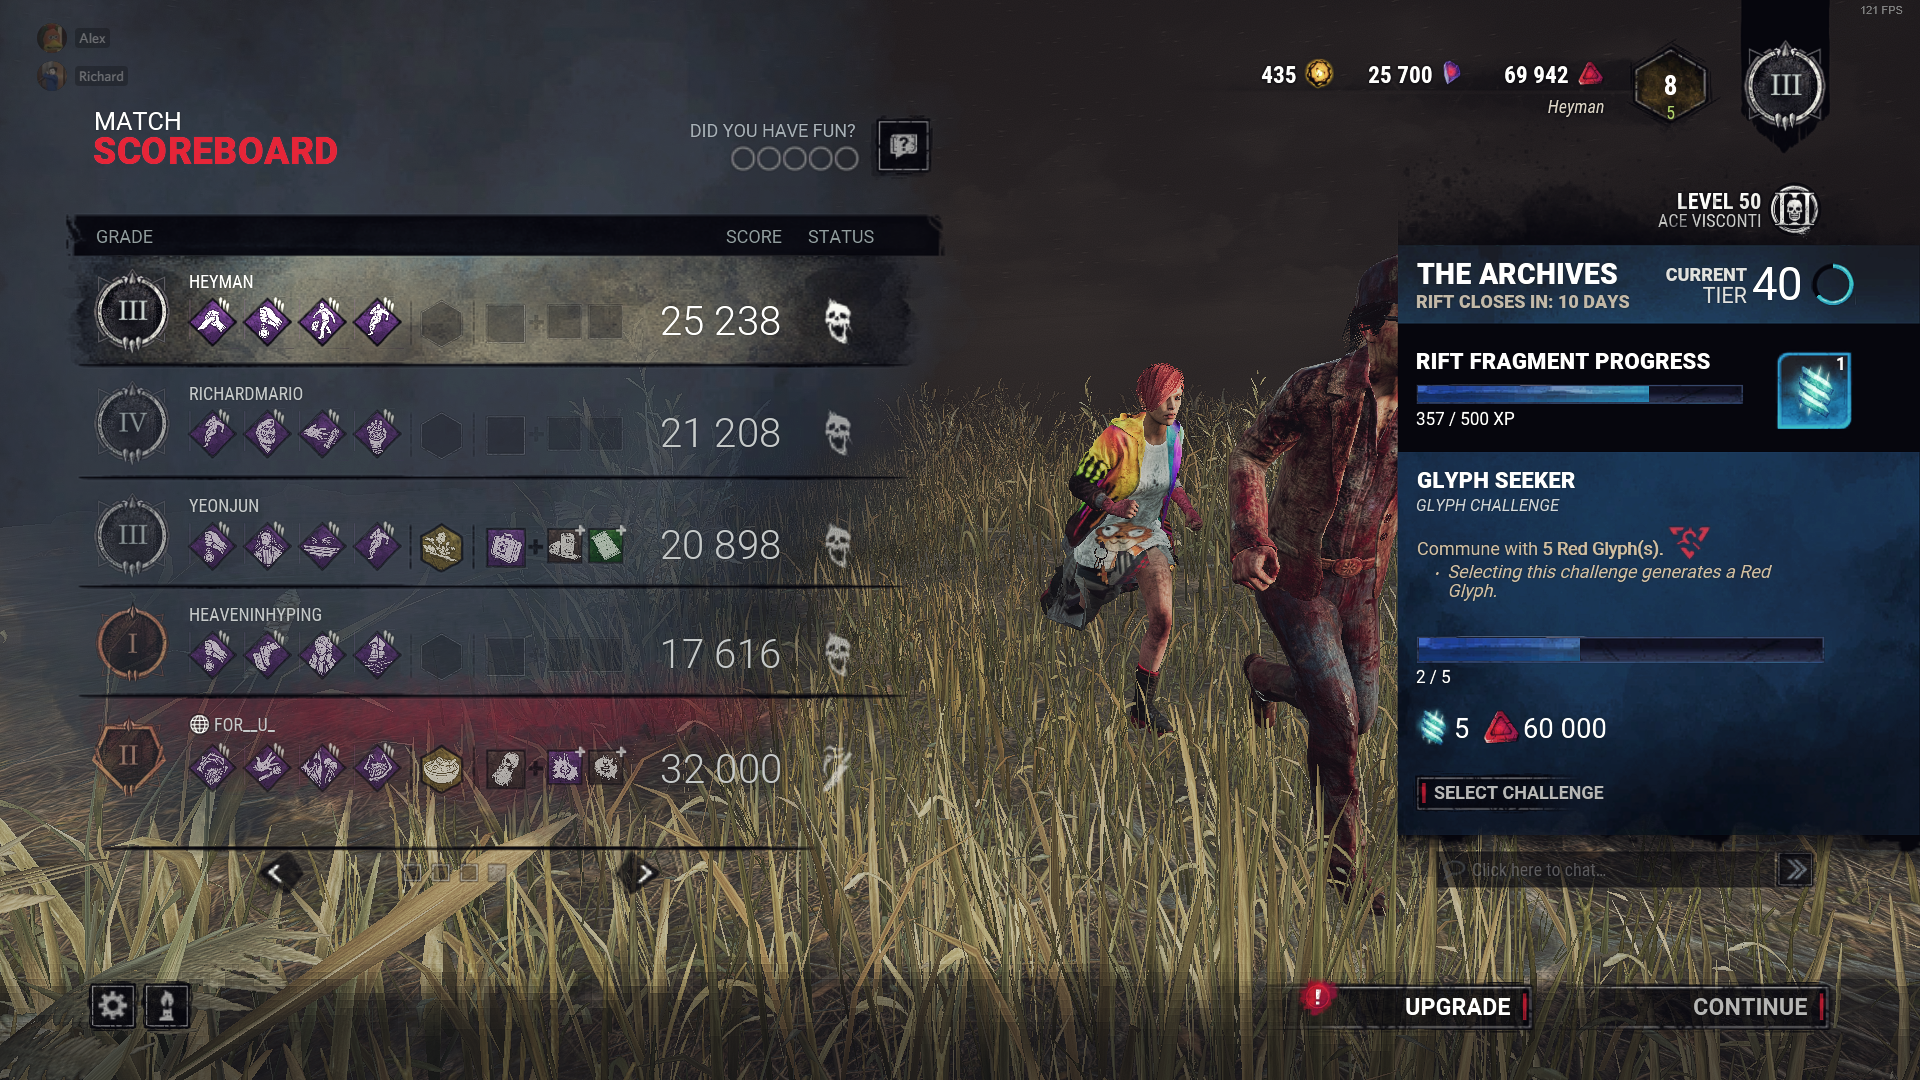 121 FPS
Alex
Richard
435
25 700
69 942
Heyman
8
5
III
MATCH
SCOREBOARD
DID YOU HAVE FUN?
?
LEVEL 50
ACE VISCONTI
III
GRADE
SCORE
STATUS
III
HEYMAN
25 238
IV
RICHARDMARIO
21 208
III
YEONJUN
20 898
I
HEAVENINHYPING
17 616
II
FOR__U_
32 000
THE ARCHIVES
RIFT CLOSES IN: 10 DAYS
CURRENT
TIER 40
RIFT FRAGMENT PROGRESS
1
357 / 500 XP
GLYPH SEEKER
GLYPH CHALLENGE
Commune with 5 Red Glyph(s).
· Selecting this challenge generates a Red
Glyph.
2 / 5
5
60 000
SELECT CHALLENGE
Click here to chat...
!
UPGRADE
CONTINUE